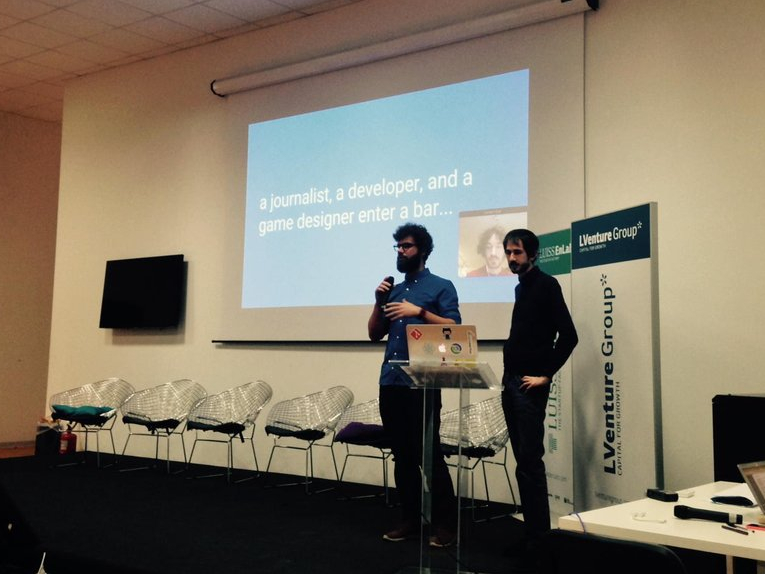 a journalist, a developer, and a
game designer enter a bar...
LUISS EnLab
LVenture Group
CAPITAL FOR GROWTH
LVenture Group
CAPITAL FOR GROWTH
LUISS